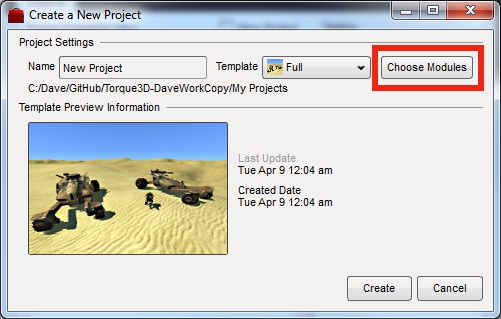 Create a New Project
Project Settings
Name New Project Template Full Choose Modules
C:/Dave/GitHub/Torque3D-DaveWorkCopy/My Projects
Template Preview Information
Last Update
Tue Apr 9 12:04 am
Created Date
Tue Apr 9 12:04 am
Create Cancel